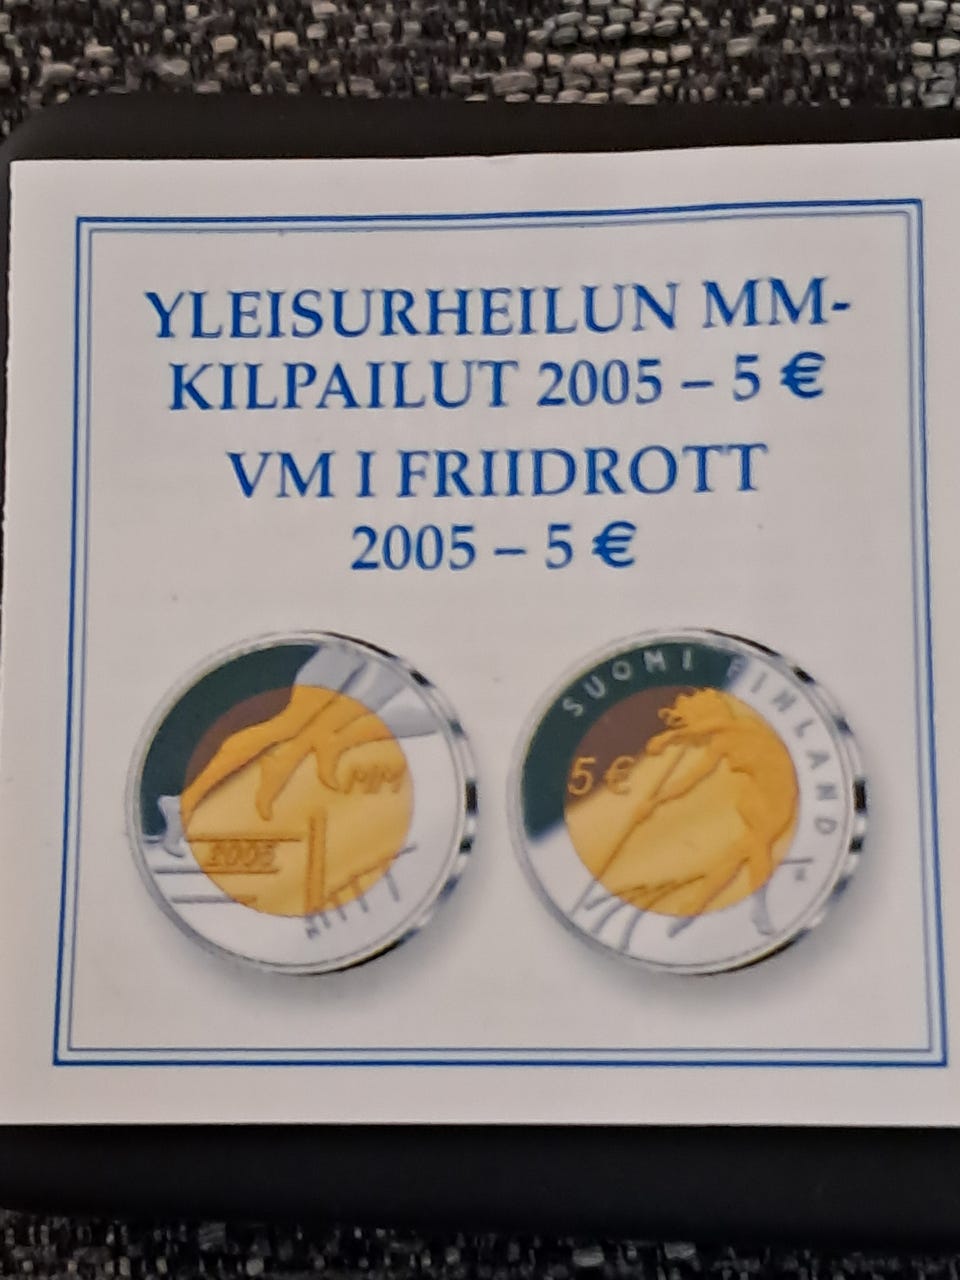 YLEISURHEILUN MM-
KILPAILUT 2005 – 5 €
VM I FRIIDROTT
2005 – 5 €
MM
2005
SUOMI FINLAND
5 €